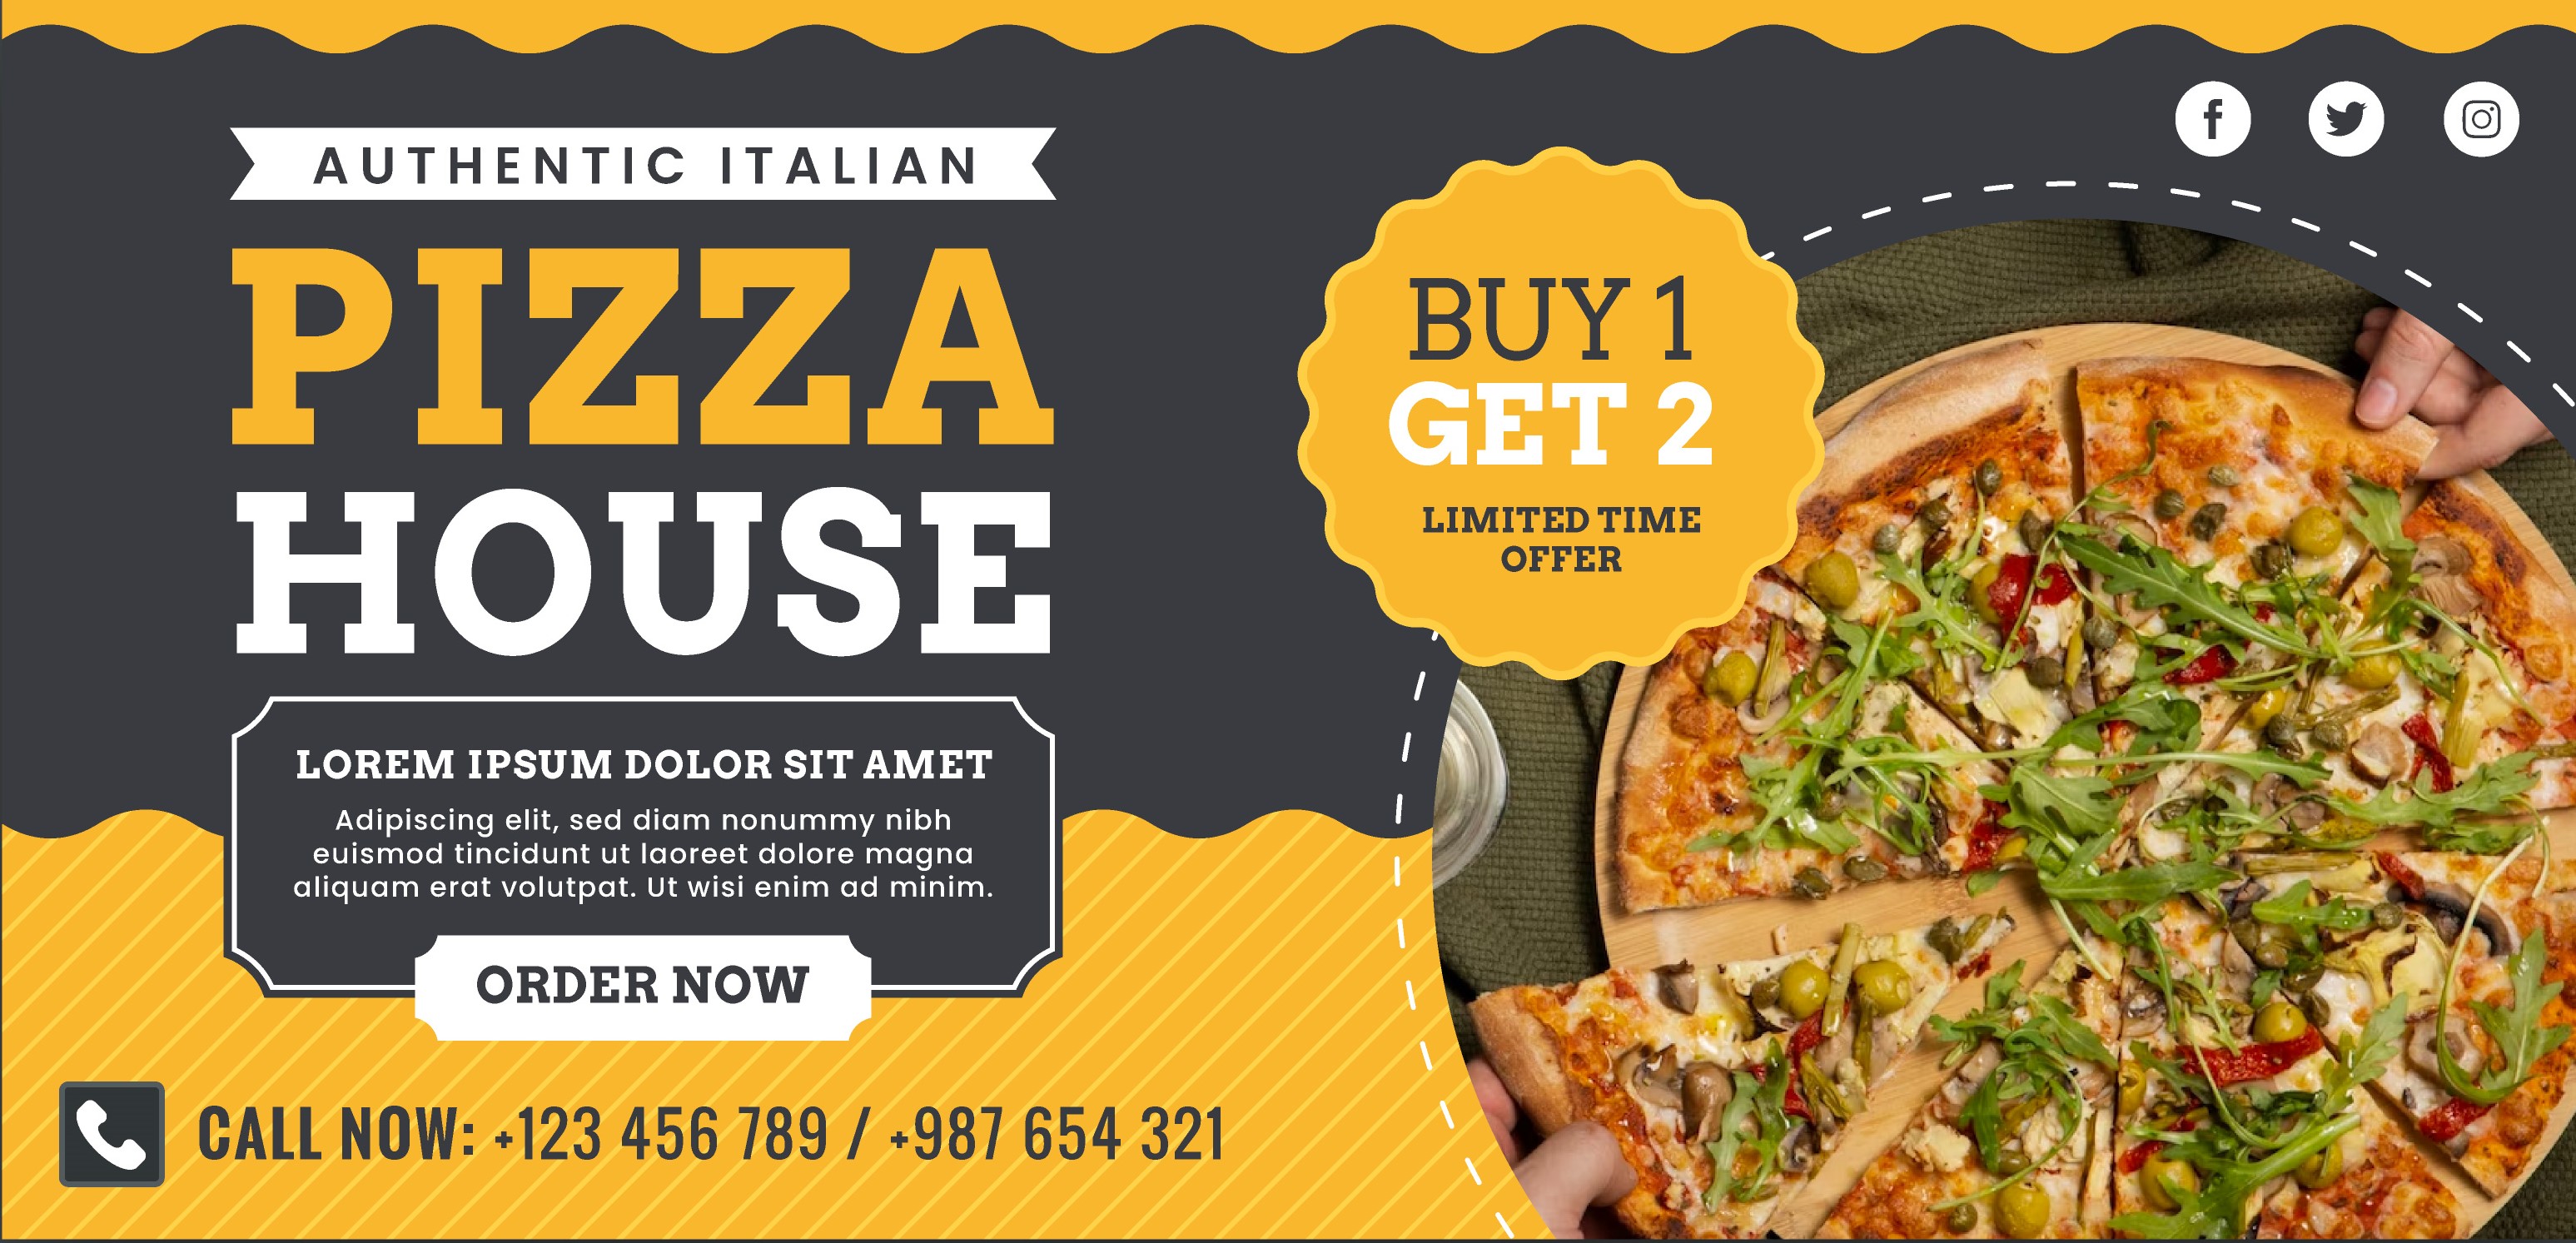 AUTHENTIC ITALIAN
PIZZA
HOUSE
LOREM IPSUM DOLOR SIT AMET
Adipiscing elit, sed diam nonummy nibh
euismod tincidunt ut laoreet dolore magna
aliquam erat volutpat. Ut wisi enim ad minim.
ORDER NOW
CALL NOW: +123 456 789 / +987 654 321
BUY 1
GET 2
LIMITED TIME
OFFER